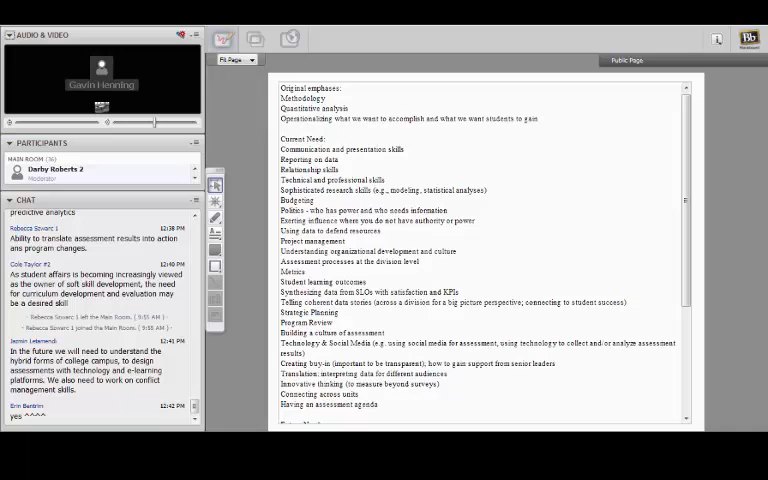 AUDIO & VIDEO
Gavin Henning
PARTICIPANTS
MAIN ROOM (36)
Darby Roberts 2
Moderator
CHAT
predictive analytics
Rebecca Szwarc 1 12:38 PM
Ability to translate assessment results into action
ans program changes.
Cole Taylor #2 12:40 PM
As student affairs is becoming increasingly viewed
as the owner of soft skill development, the need
for curriculum development and evaluation may
be a desired skill
- Rebecca Szwarc 1 left the Main Room. ( 9:55 AM ) -
- Rebecca Szwarc 1 joined the Main Room. ( 9:55 AM ) -
Jasmin Letamendi 12:41 PM
In the future we will need to understand the
hybrid forms of college campus, to design
assessments with technology and e-learning
platforms. We also need to work on conflict
management skills.
Erin Bentrim 12:42 PM
yes ^^^^
Fit Page
Public Page
Bb
Original emphases:
Methodology
Quantitative analysis
Operationalizing what we want to accomplish and what we want students to gain
Current Need:
Communication and presentation skills
Reporting on data
Relationship skills
Technical and professional skills
Sophisticated research skills (e.g., modeling, statistical analyses)
Budgeting
Politics - who has power and who needs information
Exerting influence where you do not have authority or power
Using data to defend resources
Project management
Understanding organizational development and culture
Assessment processes at the division level
Metrics
Student learning outcomes
Synthesizing data from SLOs with satisfaction and KPIs
Telling coherent data stories (across a division for a big picture perspective; connecting to student success)
Strategic Planning
Program Review
Building a culture of assessment
Technology & Social Media (e.g. using social media for assessment, using technology to collect and/or analyze assessment
results)
Creating buy-in (important to be transparent); how to gain support from senior leaders
Translation; interpreting data for different audiences
Innovative thinking (to measure beyond surveys)
Connecting across units
Having an assessment agenda